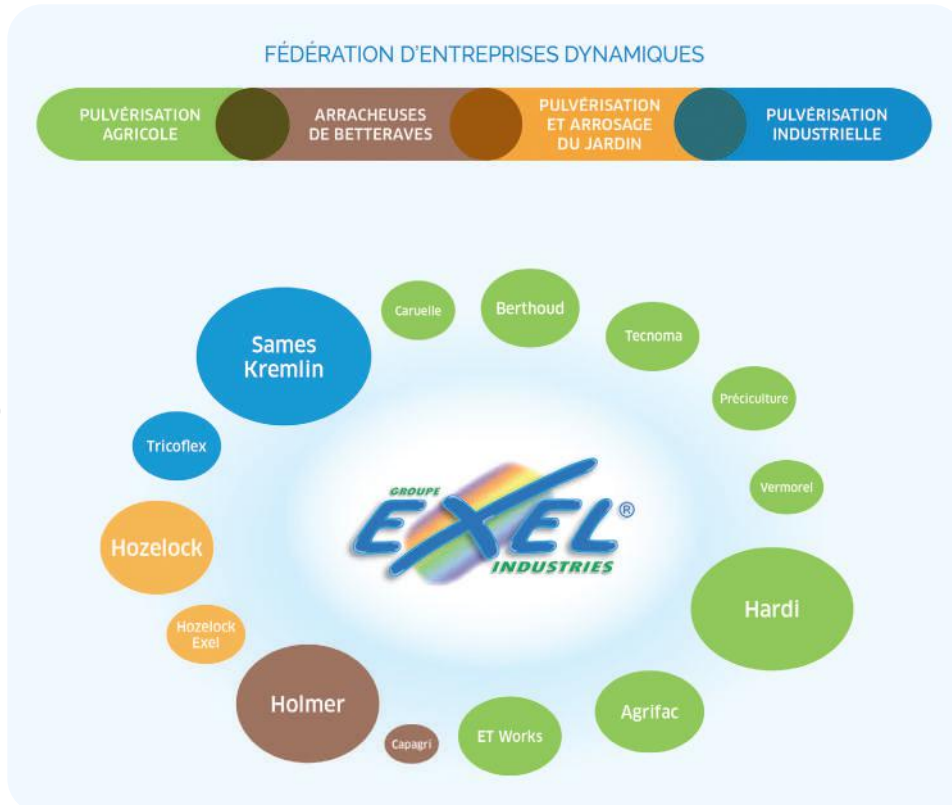 FÉDÉRATION D'ENTREPRISES DYNAMIQUES
PULVÉRISATION
AGRICOLE
ARRACHEUSES
DE BETTERAVES
PULVÉRISATION
ET ARROSAGE
DU JARDIN
PULVÉRISATION
INDUSTRIELLE
Caruelle
Berthoud
Tecnoma
Sames
Kremlin
Préciculture
Tricoflex
Vermorel
GROUPE
EXEL®
INDUSTRIES
Hozelock
Hardi
Hozelock
Exel
Holmer
Agrifac
ET Works
Capagri